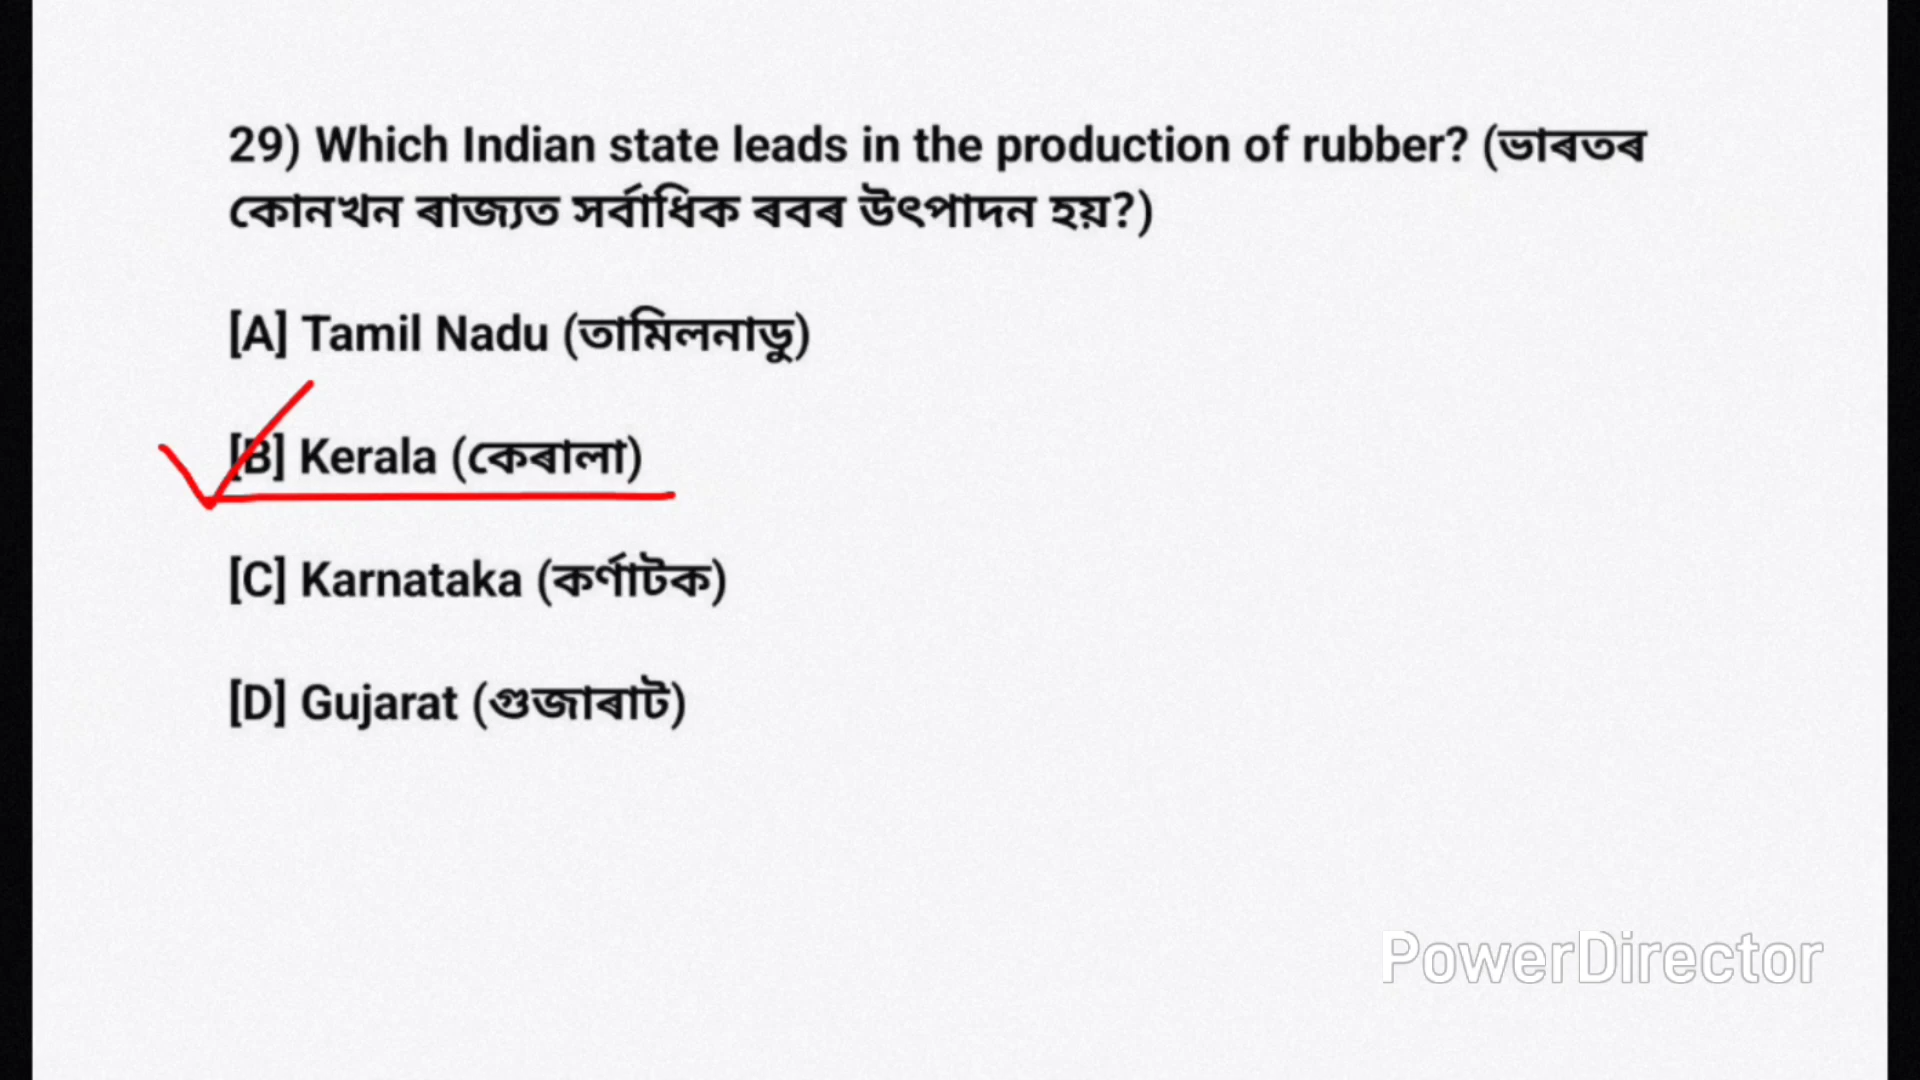 29) Which Indian state leads in the production of rubber? (ভাৰতৰ
কোনখন ৰাজ্যত সৰ্বাধিক ৰবৰ উৎপাদন হয়?)
[A] Tamil Nadu (তামিলনাডু)
[B] Kerala (কেৰালা)
[C] Karnataka (কৰ্ণাটক)
[D] Gujarat (গুজাৰাট)
PowerDirector